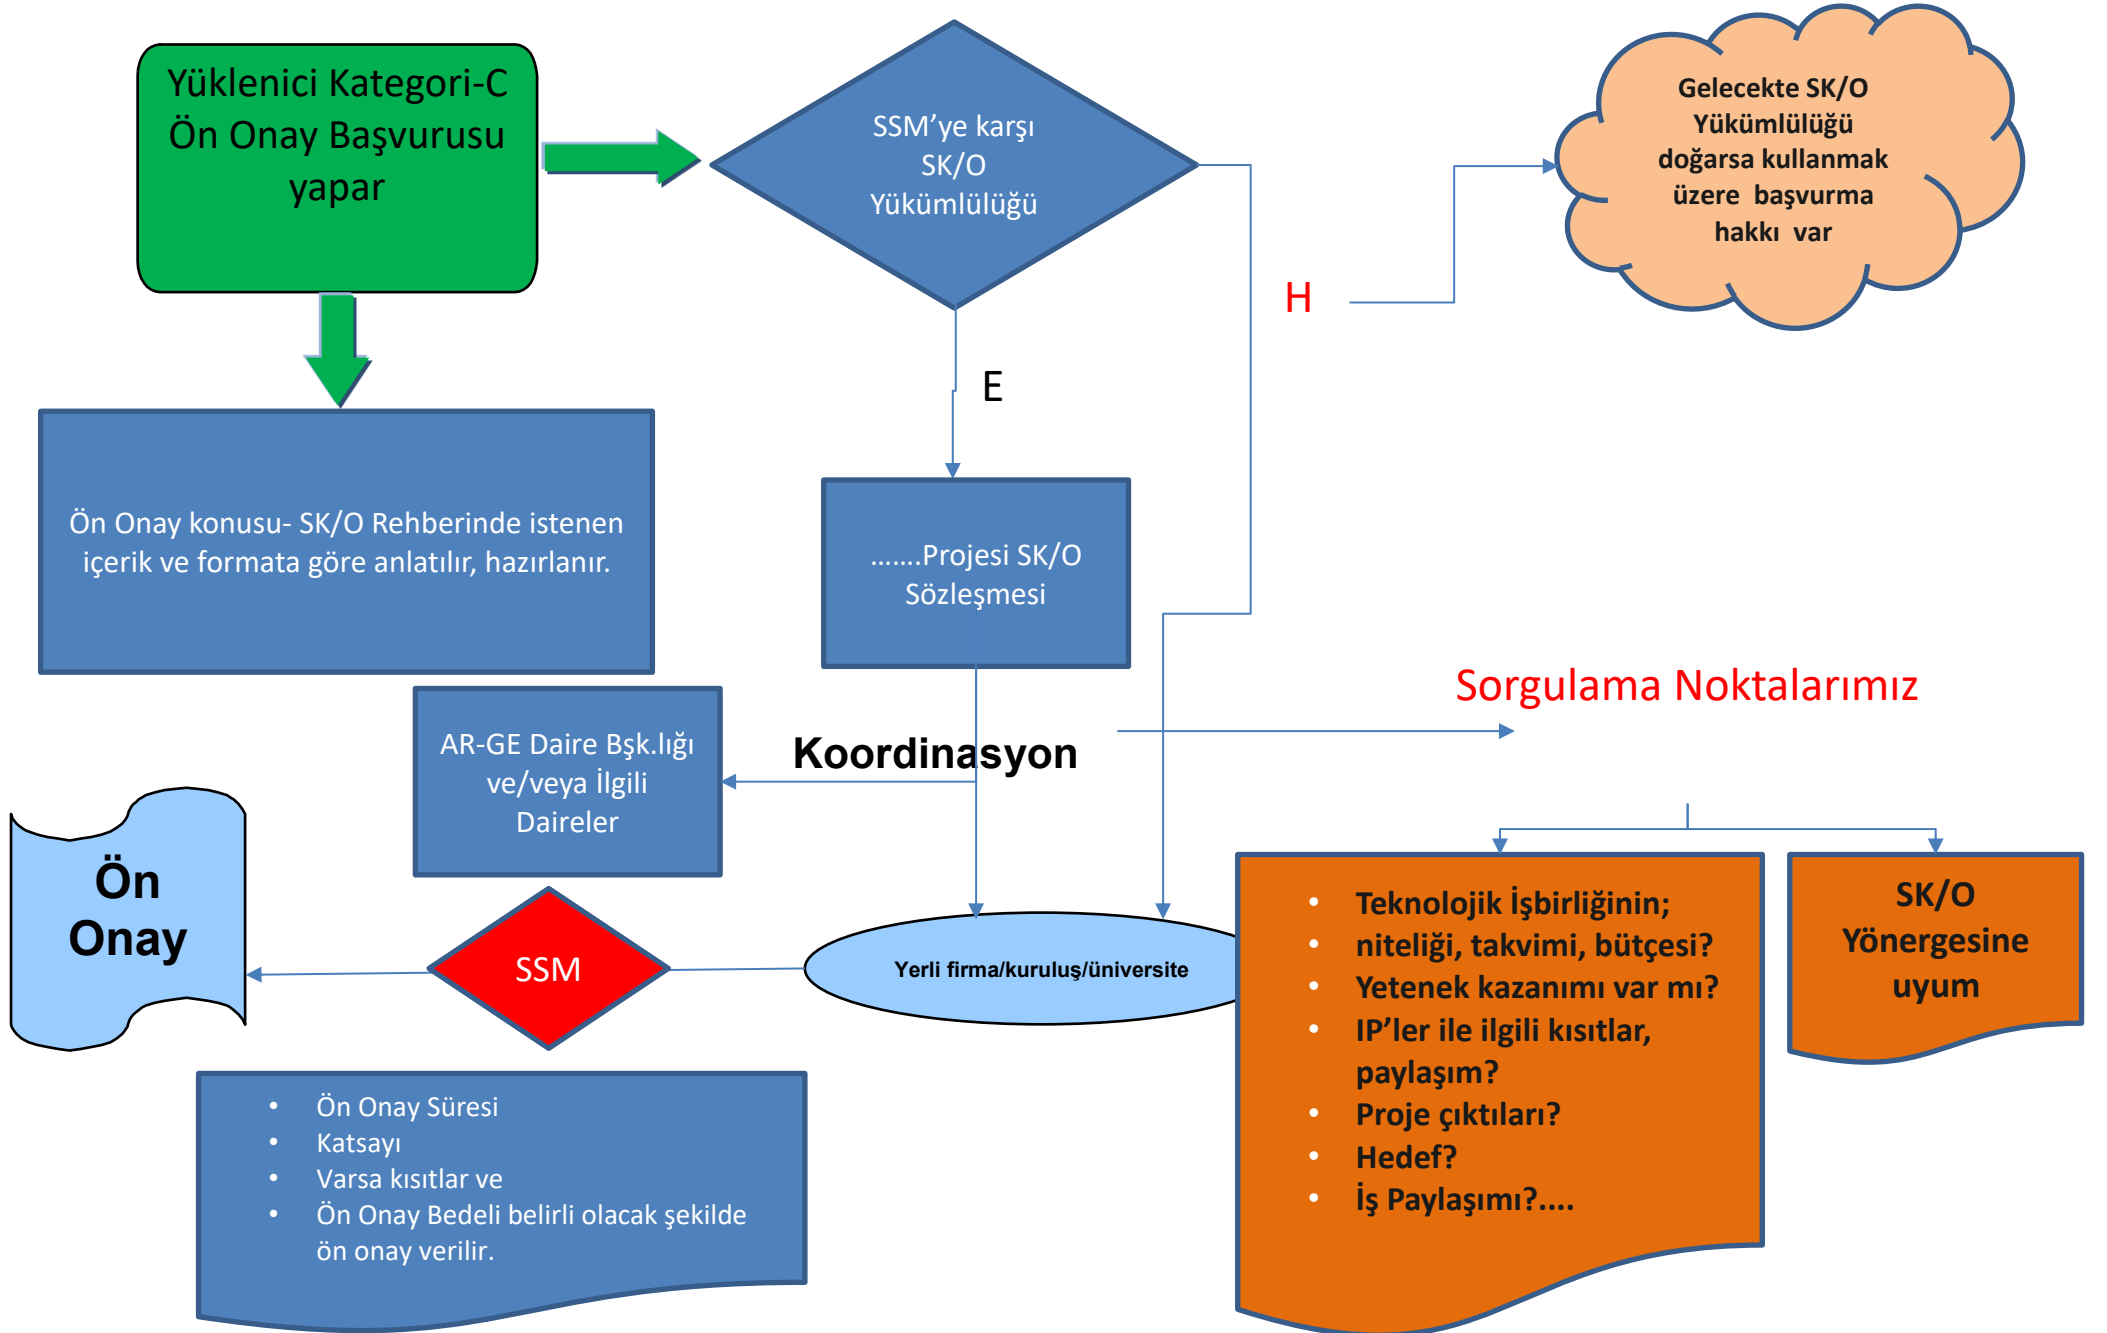 Yüklenici Kategori-C
Ön Onay Başvurusu
yapar
SSM’ye karşı
SK/O
Yükümlülüğü
Gelecekte SK/O
Yükümlülüğü
doğarsa kullanmak
üzere başvurma
hakkı var
H
E
Ön Onay konusu- SK/O Rehberinde istenen
içerik ve formata göre anlatılır, hazırlanır.
.......Projesi SK/O
Sözleşmesi
Sorgulama Noktalarımız
AR-GE Daire Bşk.lığı
ve/veya İlgili
Daireler
Koordinasyon
Ön
Onay
SSM
Yerli firma/kuruluş/üniversite
• Teknolojik İşbirliğinin;
• niteliği, takvimi, bütçesi?
• Yetenek kazanımı var mı?
• IP’ler ile ilgili kısıtlar,
paylaşım?
• Proje çıktıları?
• Hedef?
• İş Paylaşımı?....
SK/O
Yönergesine
uyum
• Ön Onay Süresi
• Katsayı
• Varsa kısıtlar ve
• Ön Onay Bedeli belirli olacak şekilde
ön onay verilir.